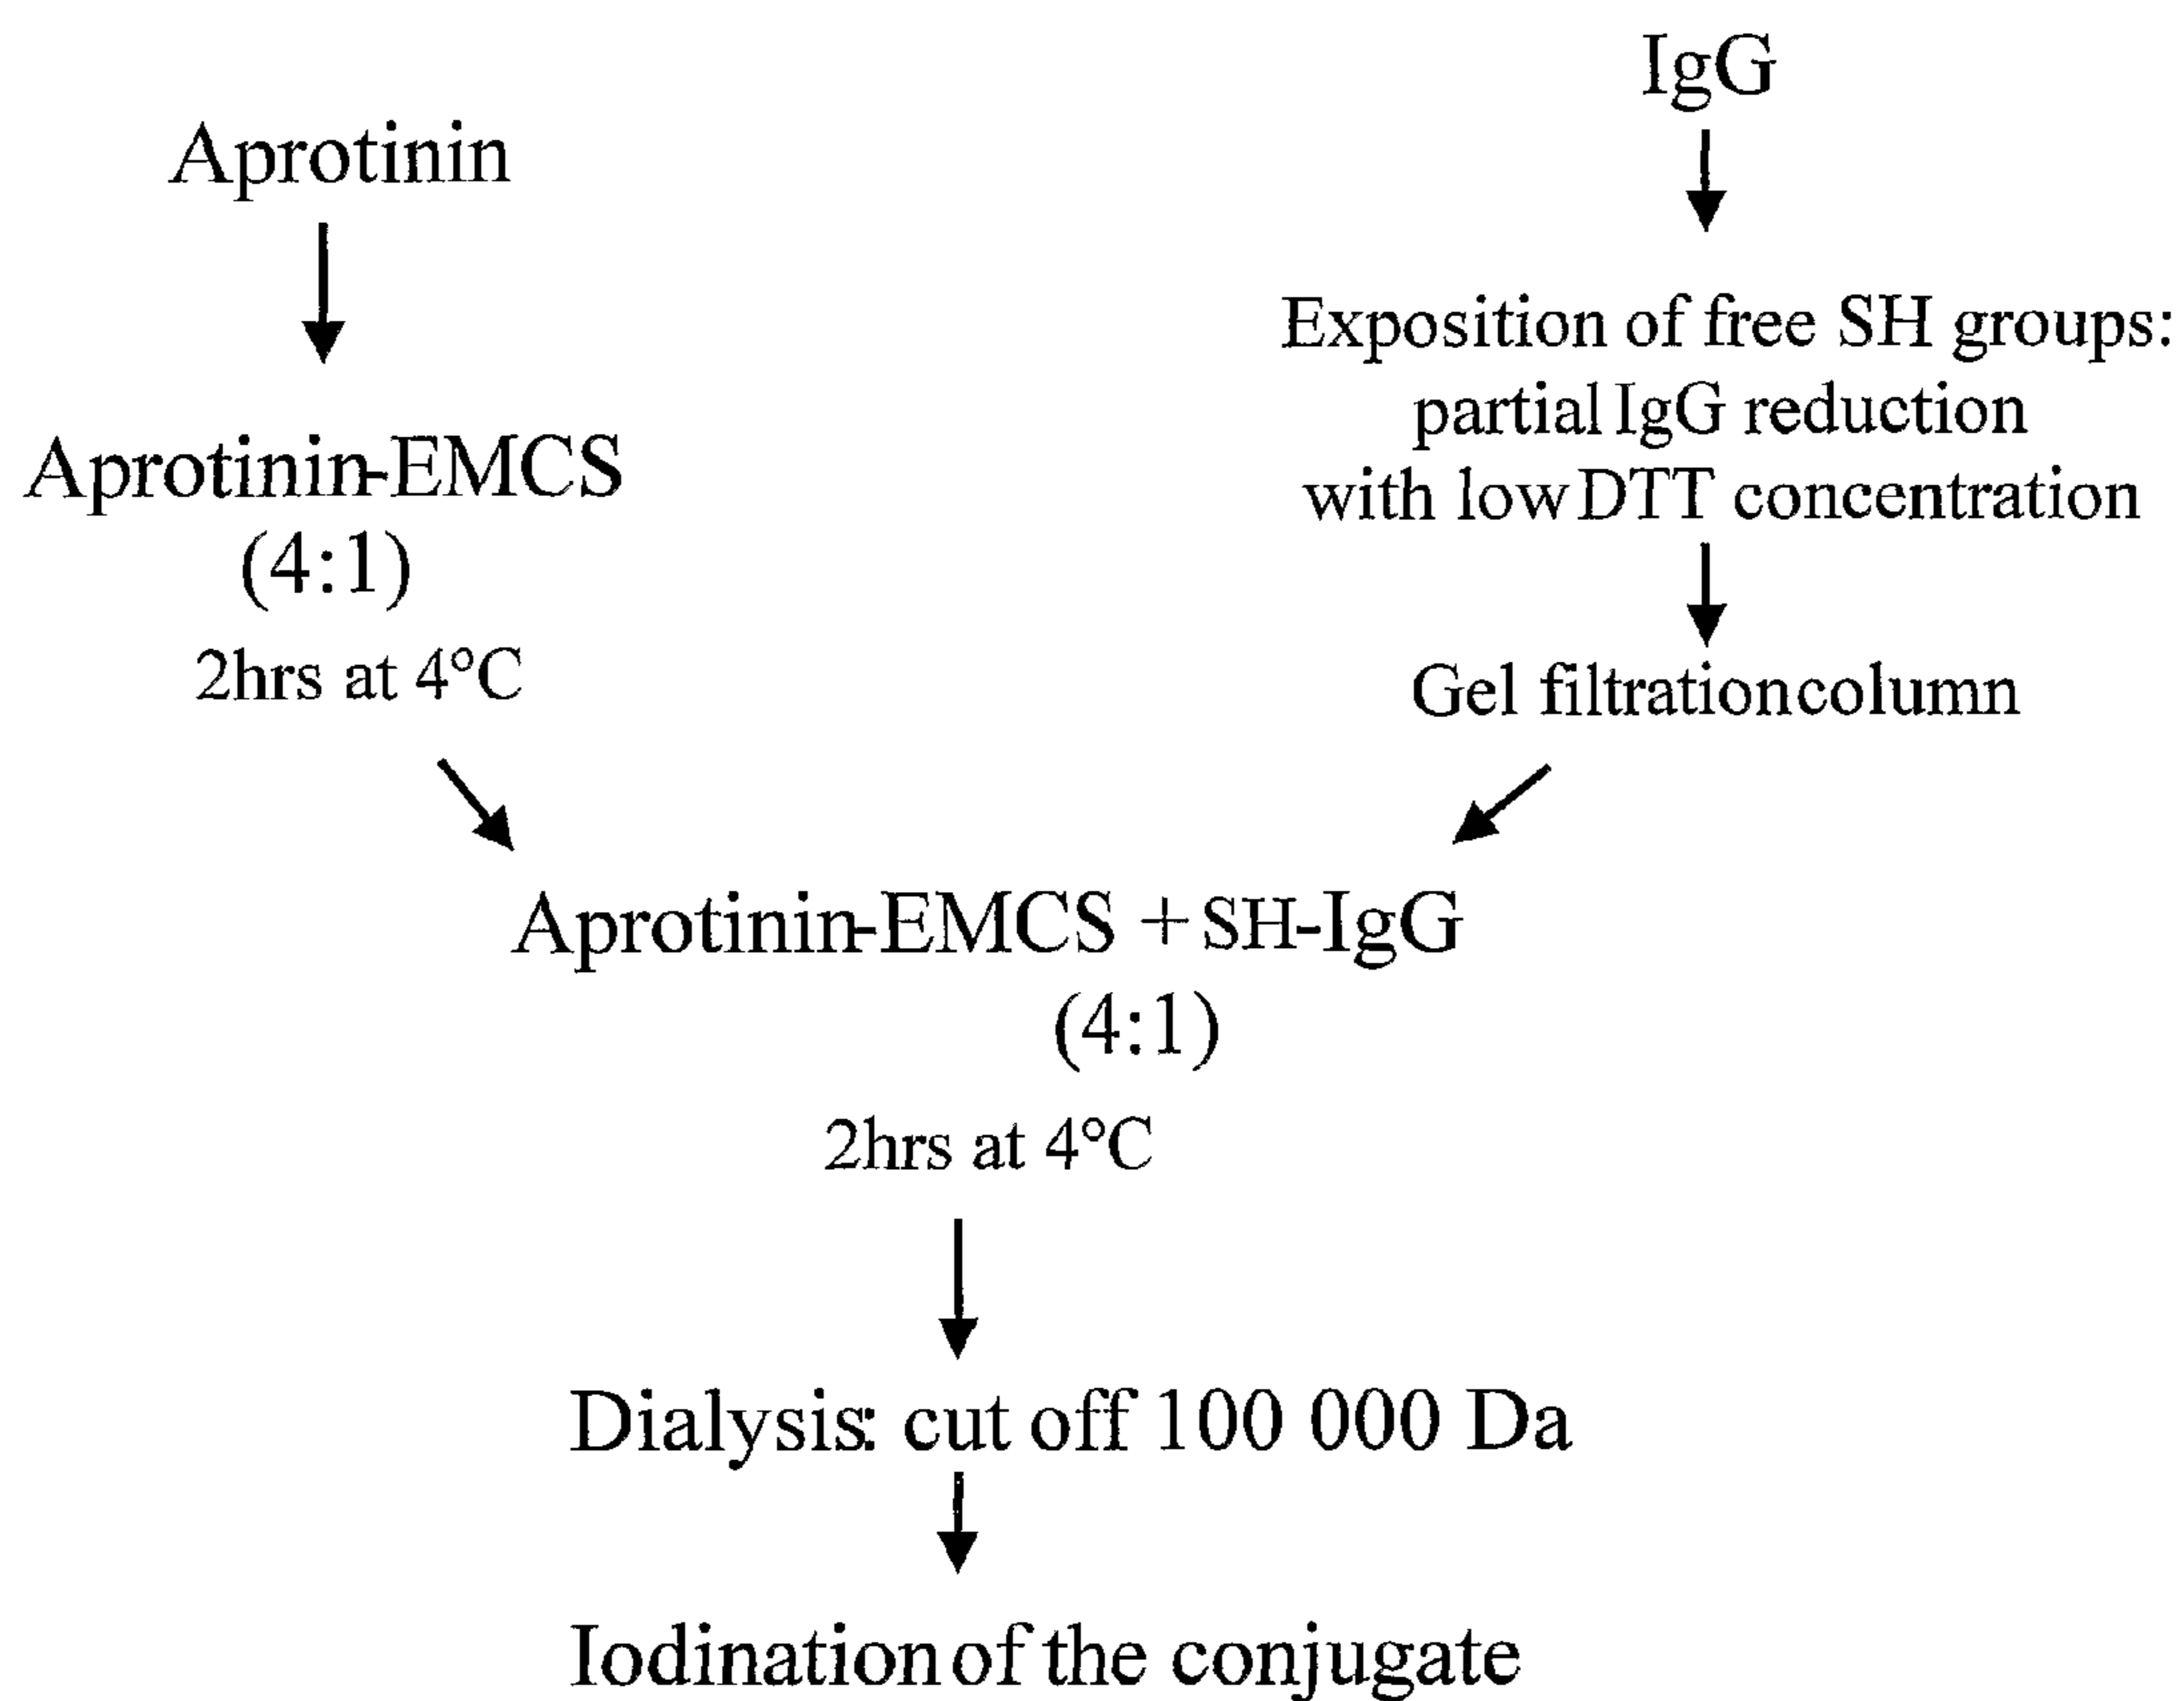 Aprotinin
Aprotinin-EMCS
(4:1)
2hrs at 4°C
IgG
Exposition of free SH groups:
partial IgG reduction
with low DTT concentration
Gel filtration column
Aprotinin-EMCS + SH-IgG
(4:1)
2hrs at 4°C
Dialysis: cut off 100 000 Da
Iodination of the conjugate